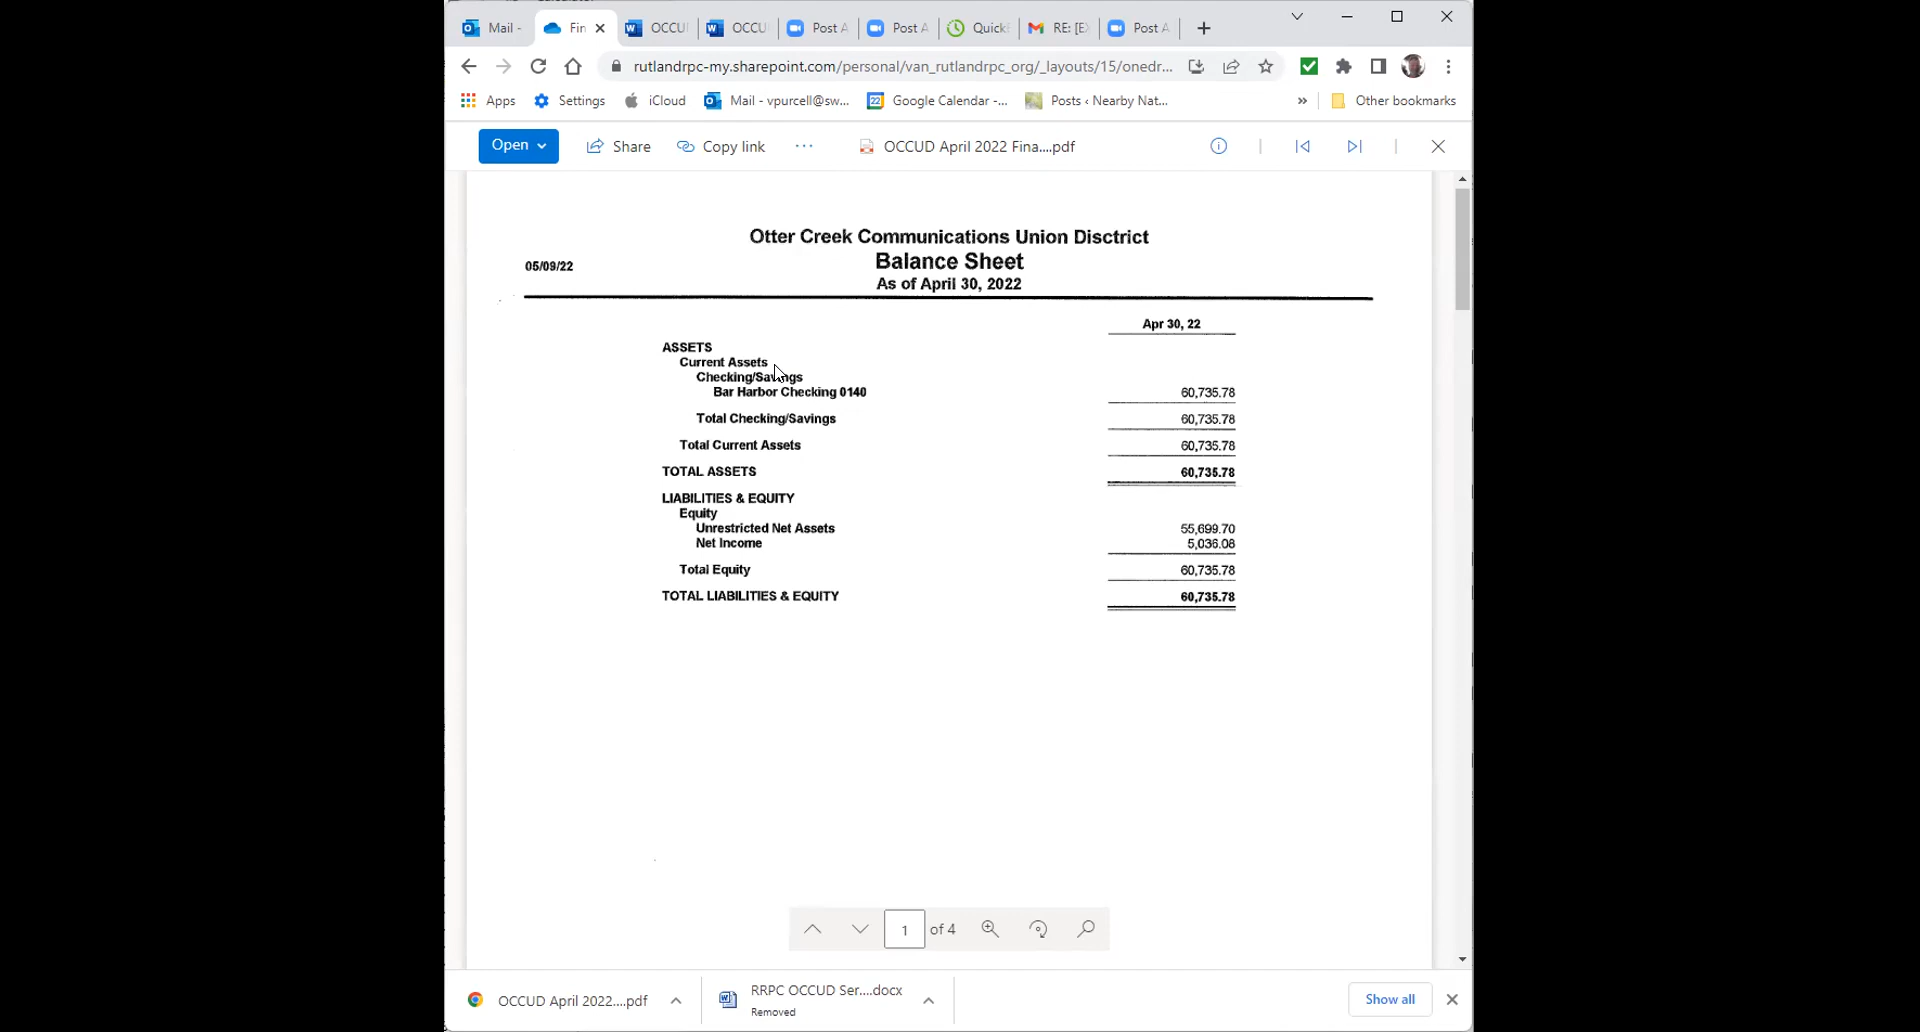 Mail -
Fin
OCCU
OCCU
Post A
Post A
Quick
RE: [E
Post A
rutlandrpc-my.sharepoint.com/personal/van_rutlandrpc_org/_layouts/15/onedr...
Apps
Settings
iCloud
Mail - vpurcell@sw...
22
Google Calendar -...
Posts ‹ Nearby Nat...
»
Other bookmarks
Open
Share
Copy link
...
OCCUD April 2022 Fina....pdf
Otter Creek Communications Union Disctrict
05/09/22
Balance Sheet
As of April 30, 2022
Apr 30, 22
ASSETS
Current Assets
Checking/Savings
Bar Harbor Checking 0140 60,735.78
Total Checking/Savings 60,735.78
Total Current Assets 60,735.78
TOTAL ASSETS 60,735.78
LIABILITIES & EQUITY
Equity
Unrestricted Net Assets 55,699.70
Net Income 5,036.08
Total Equity 60,735.78
TOTAL LIABILITIES & EQUITY 60,735.78
1 of 4
OCCUD April 2022....pdf
RRPC OCCUD Ser....docx
Removed
Show all